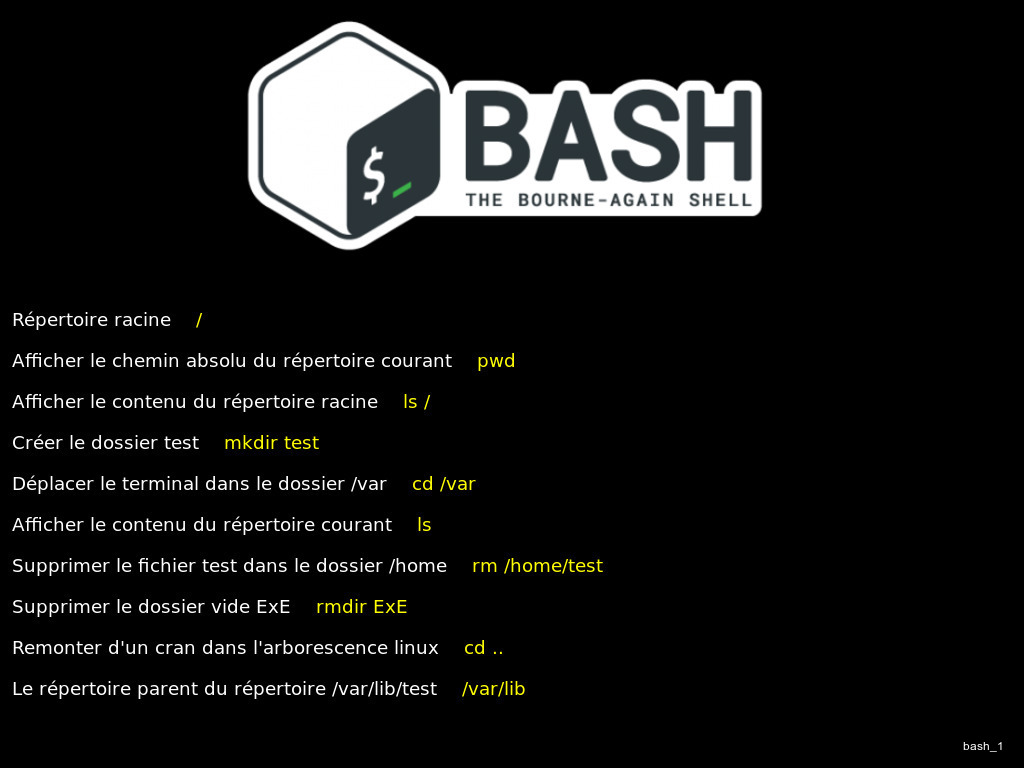 $_
BASH
THE BOURNE-AGAIN SHELL
Répertoire racine /
Afficher le chemin absolu du répertoire courant pwd
Afficher le contenu du répertoire racine ls /
Créer le dossier test mkdir test
Déplacer le terminal dans le dossier /var cd /var
Afficher le contenu du répertoire courant ls
Supprimer le fichier test dans le dossier /home rm /home/test
Supprimer le dossier vide ExE rmdir ExE
Remonter d'un cran dans l'arborescence linux cd ..
Le répertoire parent du répertoire /var/lib/test /var/lib
bash_1